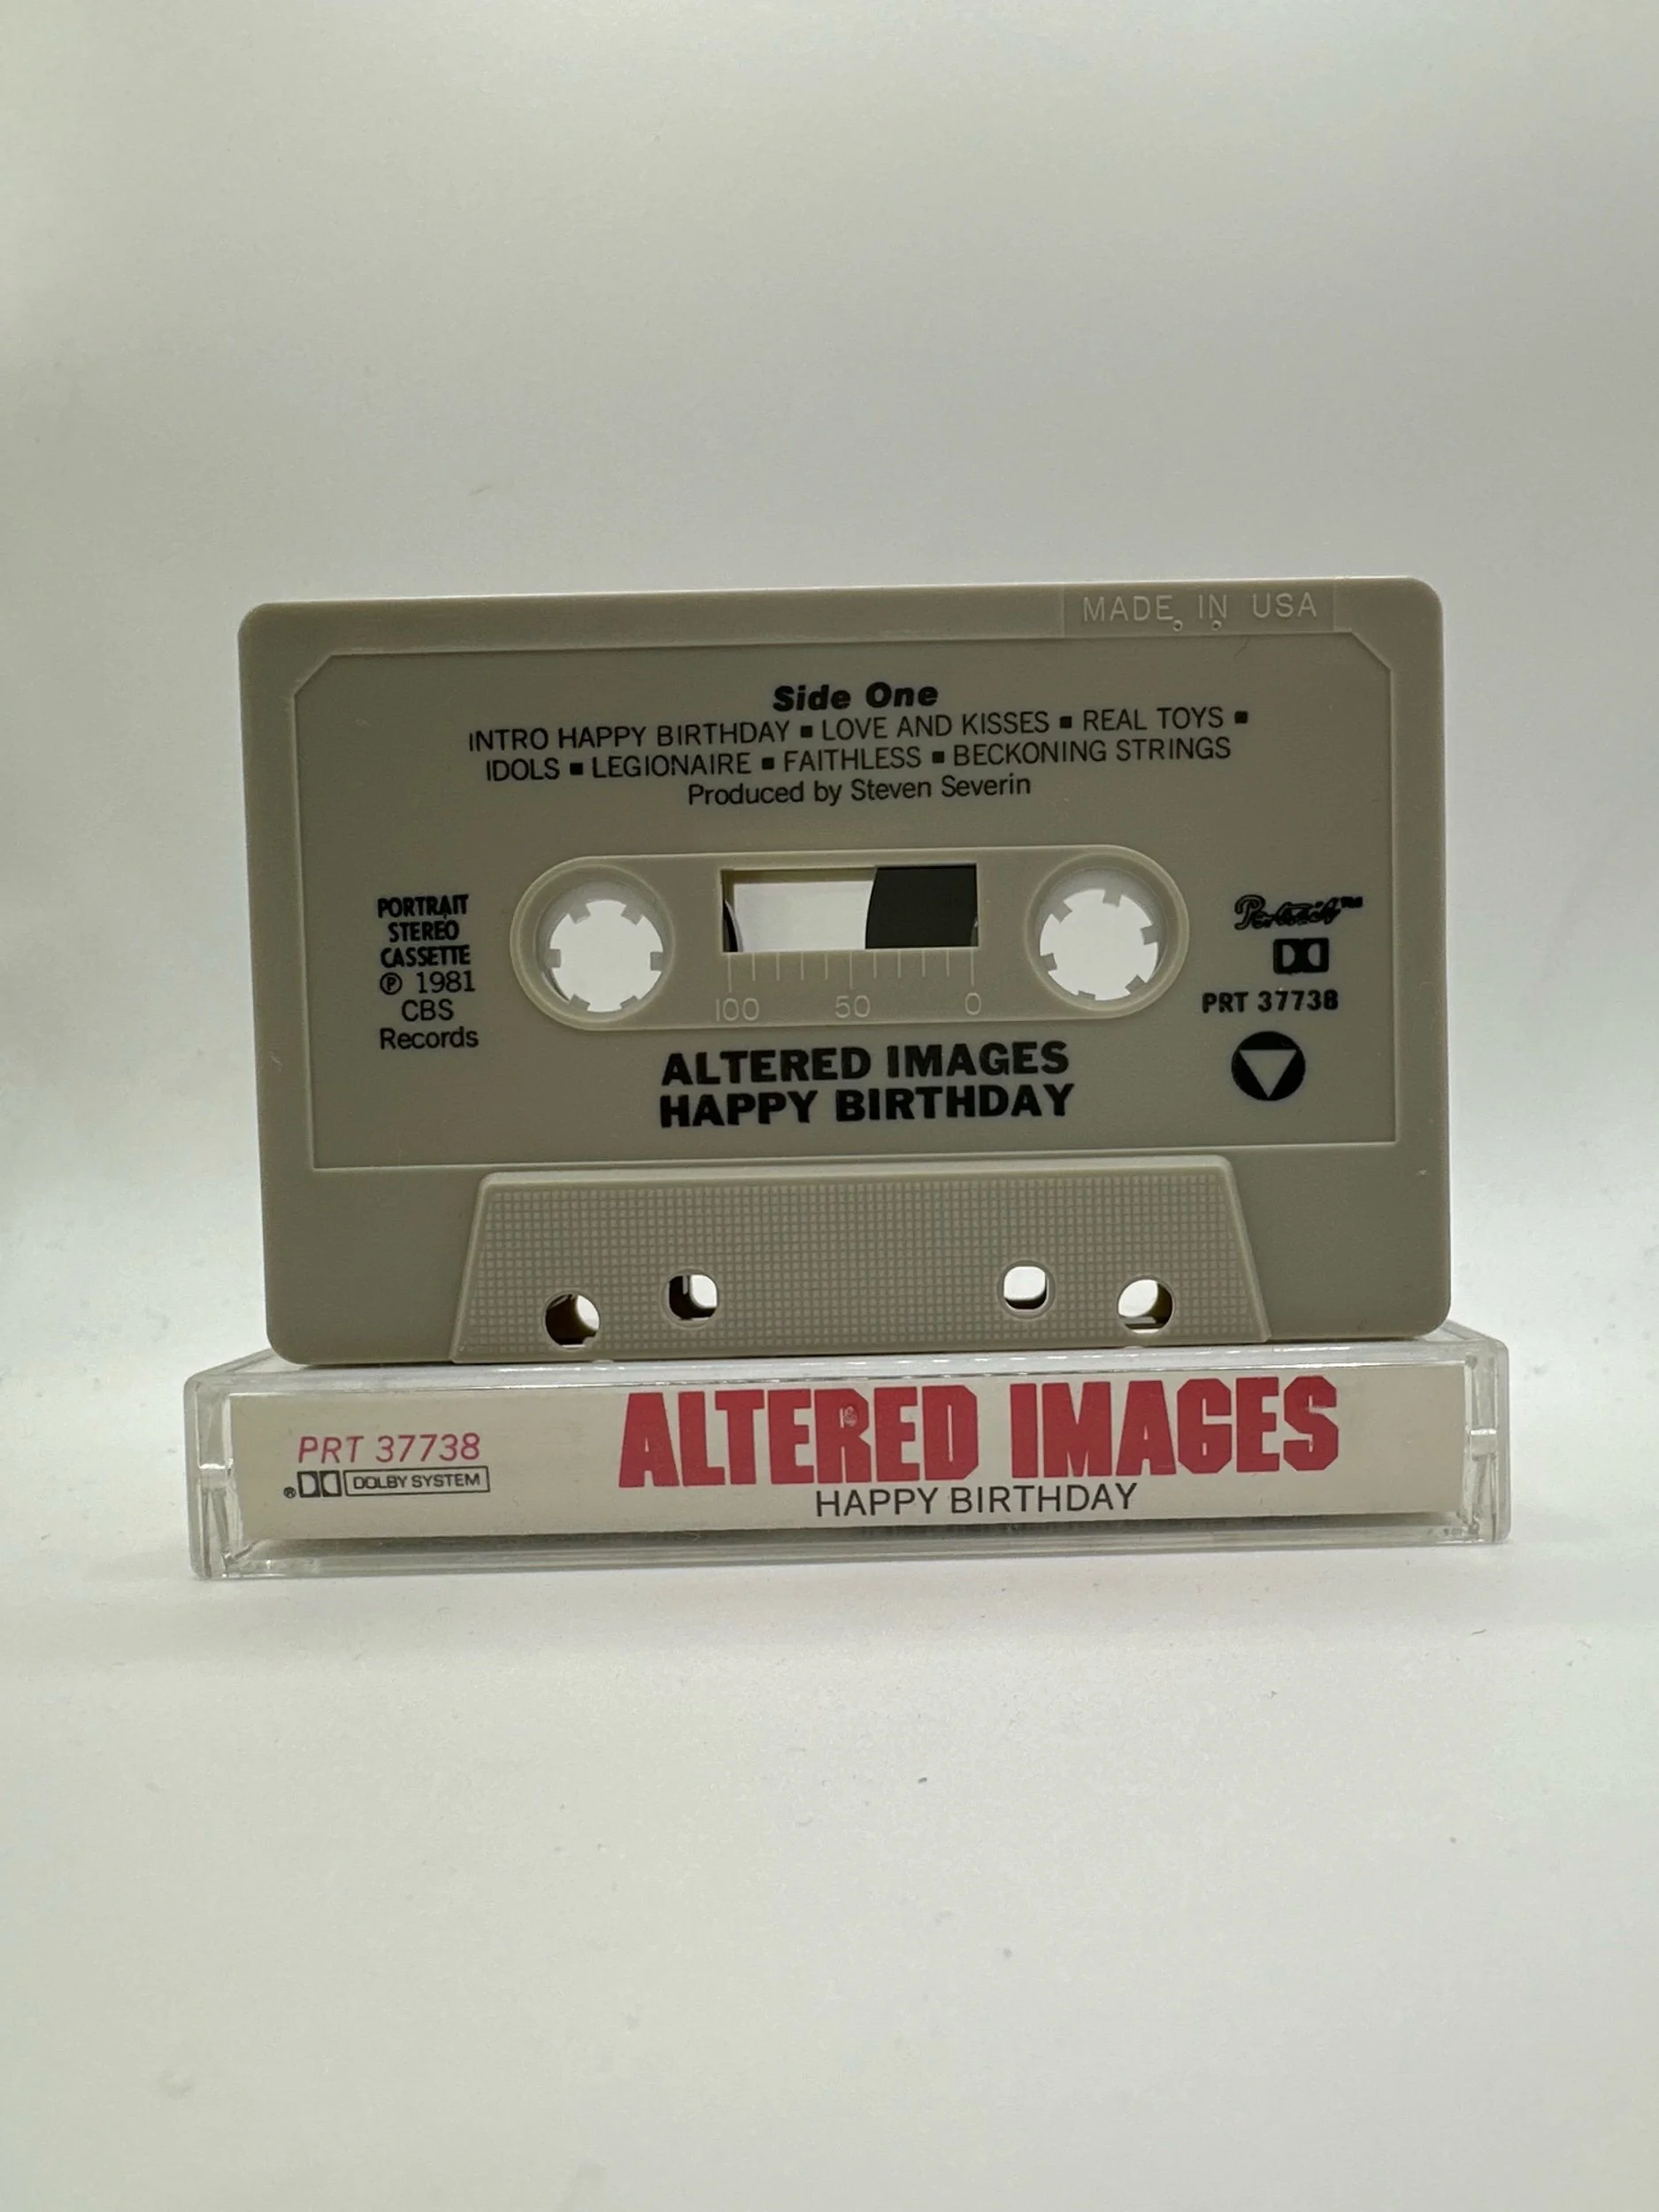 MADE IN USA
Side One
INTRO HAPPY BIRTHDAY ▪ LOVE AND KISSES ▪ REAL TOYS ▪
IDOLS ▪ LEGIONAIRE ▪ FAITHLESS ▪ BECKONING STRINGS
Produced by Steven Severin
PORTRAIT
STEREO
CASSETTE
℗ 1981
CBS
Records
100 50 0
Portrait™
PRT 37738
ALTERED IMAGES
HAPPY BIRTHDAY
PRT 37738
® DOLBY SYSTEM
ALTERED IMAGES
HAPPY BIRTHDAY